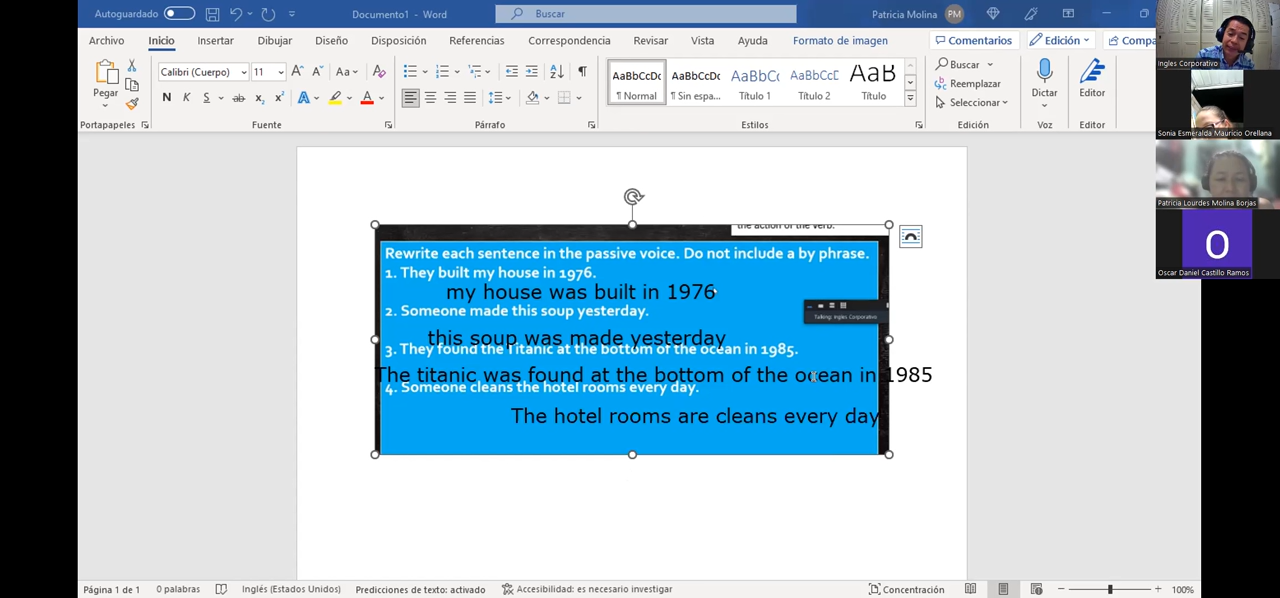 Autoguardado
Documento1 - Word
Buscar
Patricia Molina
PM
Archivo Inicio Insertar Dibujar Diseño Disposición Referencias Correspondencia Revisar Vista Ayuda Formato de imagen
Comentarios
Edición
Compa
Pegar
Calibri (Cuerpo) 11
Aa
N K S ab x₂ x² A A
AaBbCcDc AaBbCcDc AaBbCc AaBbCcE AaB
¶ Normal ¶ Sin espa... Título 1 Título 2 Título
Buscar
Reemplazar
Seleccionar
Dictar
Editor
Portapapeles Fuente Párrafo Estilos Edición Voz Editor
Ingles Corporativo
Sonia Esmeralda Mauricio Orellana
Patricia Lourdes Molina Borjas
O
Oscar Daniel Castillo Ramos
the action of the verb.
Rewrite each sentence in the passive voice. Do not include a by phrase.
1. They built my house in 1976.
my house was built in 1976
2. Someone made this soup yesterday.
Talking: Ingles Corporativo
this soup was made yesterday
3. They found the Titanic at the bottom of the ocean in 1985.
The titanic was found at the bottom of the ocean in 1985
4. Someone cleans the hotel rooms every day.
The hotel rooms are cleans every day
Página 1 de 1 0 palabras Inglés (Estados Unidos) Predicciones de texto: activado Accesibilidad: es necesario investigar Concentración 100%